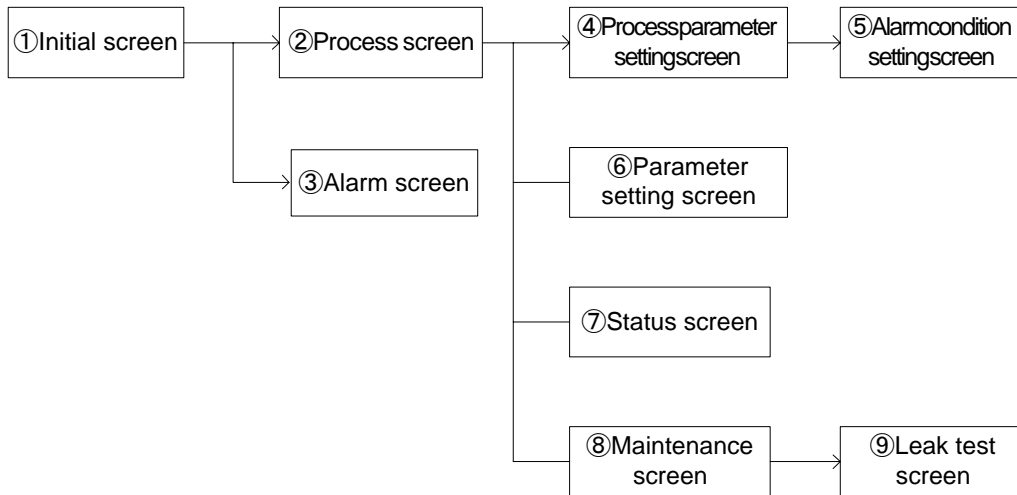 ①Initial screen
②Process screen
④Processparameter
settingscreen
⑤Alarmcondition
settingscreen
③Alarm screen
⑥Parameter
setting screen
⑦Status screen
⑧Maintenance
screen
⑨Leak test
screen